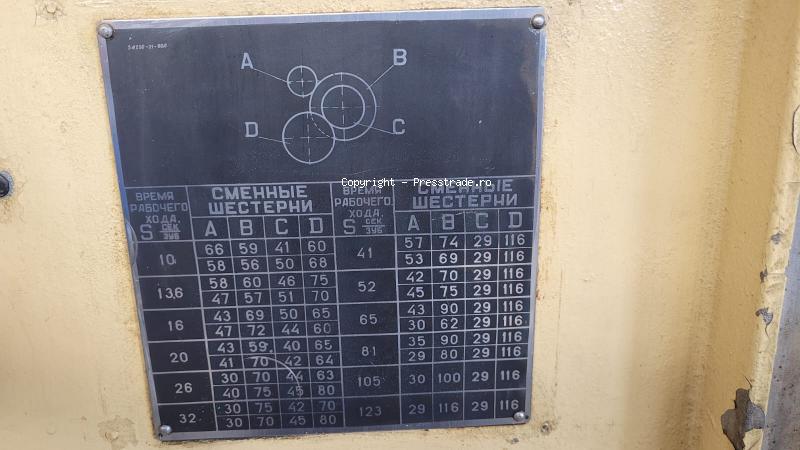 A
B
D
C
Copyright - Presstrade.ro
ВРЕМЯ РАБОЧЕГО ХОДА, S СЕК/ЗУБ
СМЕННЫЕ ШЕСТЕРНИ
A B C D
10
66 59 41 60
58 56 50 68
13,6
58 60 46 75
47 57 51 70
16
43 69 50 65
47 72 44 60
20
43 59 40 65
41 70 42 64
26
30 70 44 63
40 75 45 80
32
30 75 42 70
30 70 45 80
ВРЕМЯ РАБОЧЕГО ХОДА, S СЕК/ЗУБ
СМЕННЫЕ ШЕСТЕРНИ
A B C D
41
57 74 29 116
53 69 29 116
52
42 70 29 116
45 75 29 116
65
43 90 29 116
30 62 29 116
81
35 90 29 116
29 80 29 116
105
30 100 29 116
123
29 116 29 116